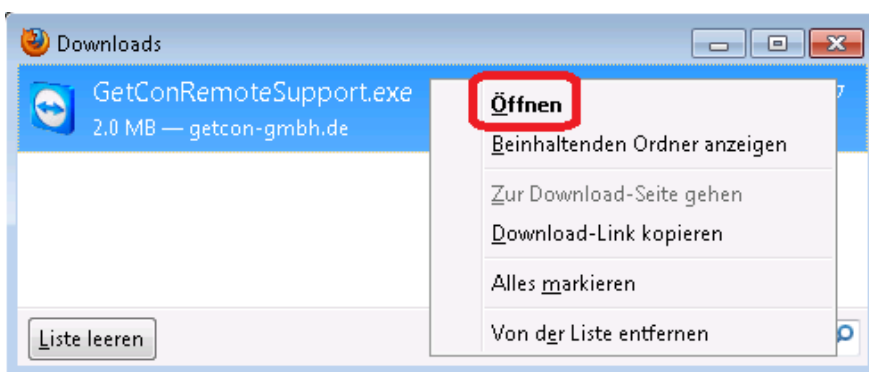 Downloads
GetConRemoteSupport.exe
2.0 MB — getcon-gmbh.de
Öffnen
Beinhaltenden Ordner anzeigen
Zur Download-Seite gehen
Download-Link kopieren
Alles markieren
Von der Liste entfernen
Liste leeren